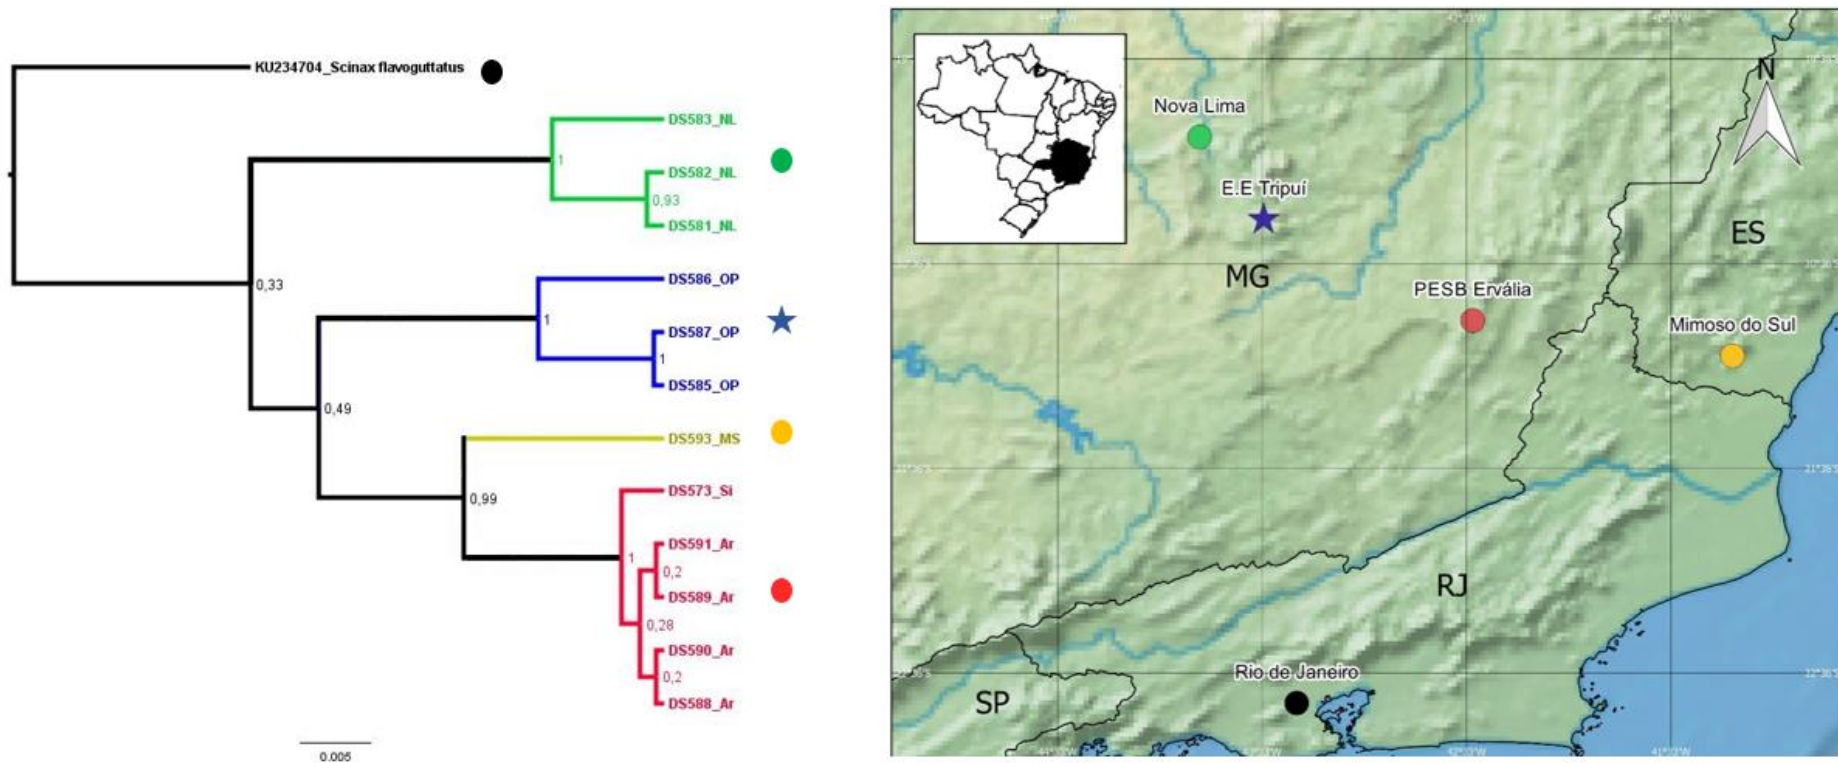 KU234704_Scinax flavoguttatus
DS583_NL
1
DS582_NL
0,93
DS581_NL
0,33
DS586_OP
1
DS587_OP
1
DS585_OP
0,49
DS593_MS
0,99
DS573_Si
1
DS591_Ar
0,2
DS589_Ar
0,28
DS590_Ar
0,2
DS588_Ar
0.005
N
Nova Lima
E.E Tripuí
ES
MG
PESB Ervália
Mimoso do Sul
RJ
Rio de Janeiro
SP